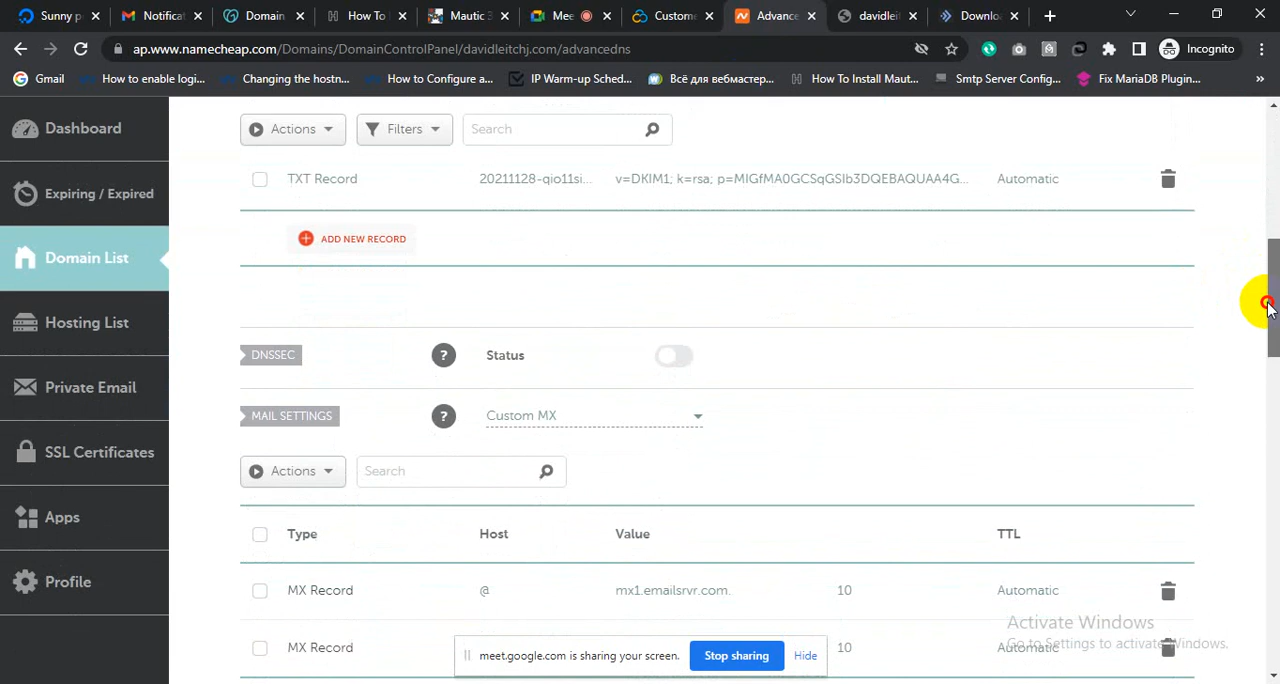 Sunny p
Notificat
Domain
How To
Mautic 3
Mee
Custome
Advance
davidleit
Downlo
ap.www.namecheap.com/Domains/DomainControlPanel/davidleitchj.com/advancedns
Incognito
Gmail
How to enable logi...
Changing the hostn...
How to Configure a...
IP Warm-up Sched...
Всё для вебмастер...
How To Install Maut...
Smtp Server Config...
Fix MariaDB Plugin...
»
Dashboard
Expiring / Expired
Domain List
Hosting List
Private Email
SSL Certificates
Apps
Profile
Actions
Filters
Search
TXT Record 20211128-qio11si... v=DKIM1; k=rsa; p=MIGfMA0GCSqGSIb3DQEBAQUAA4G... Automatic
ADD NEW RECORD
DNSSEC ? Status
MAIL SETTINGS ? Custom MX
Actions
Search
Type Host Value TTL
MX Record @ mx1.emailsrvr.com. 10 Automatic
MX Record 10 Automatic
Activate Windows
Go to Settings to activate Windows.
meet.google.com is sharing your screen.
Stop sharing
Hide